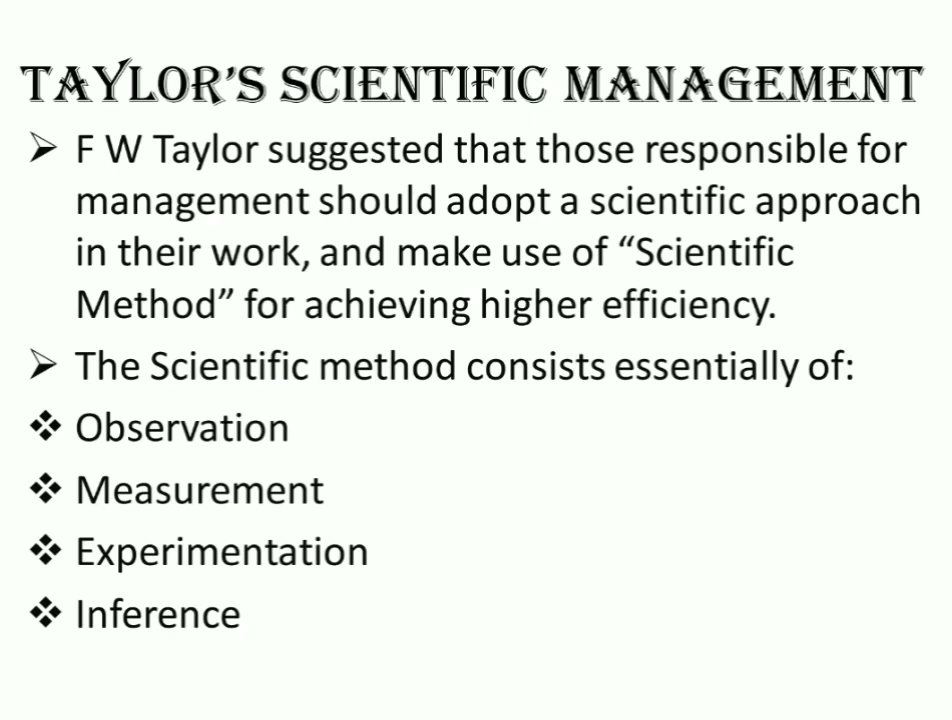 TAYLOR’S SCIENTIFIC MANAGEMENT
➢ F W Taylor suggested that those responsible for
management should adopt a scientific approach
in their work, and make use of “Scientific
Method” for achieving higher efficiency.
➢ The Scientific method consists essentially of:
❖ Observation
❖ Measurement
❖ Experimentation
❖ Inference